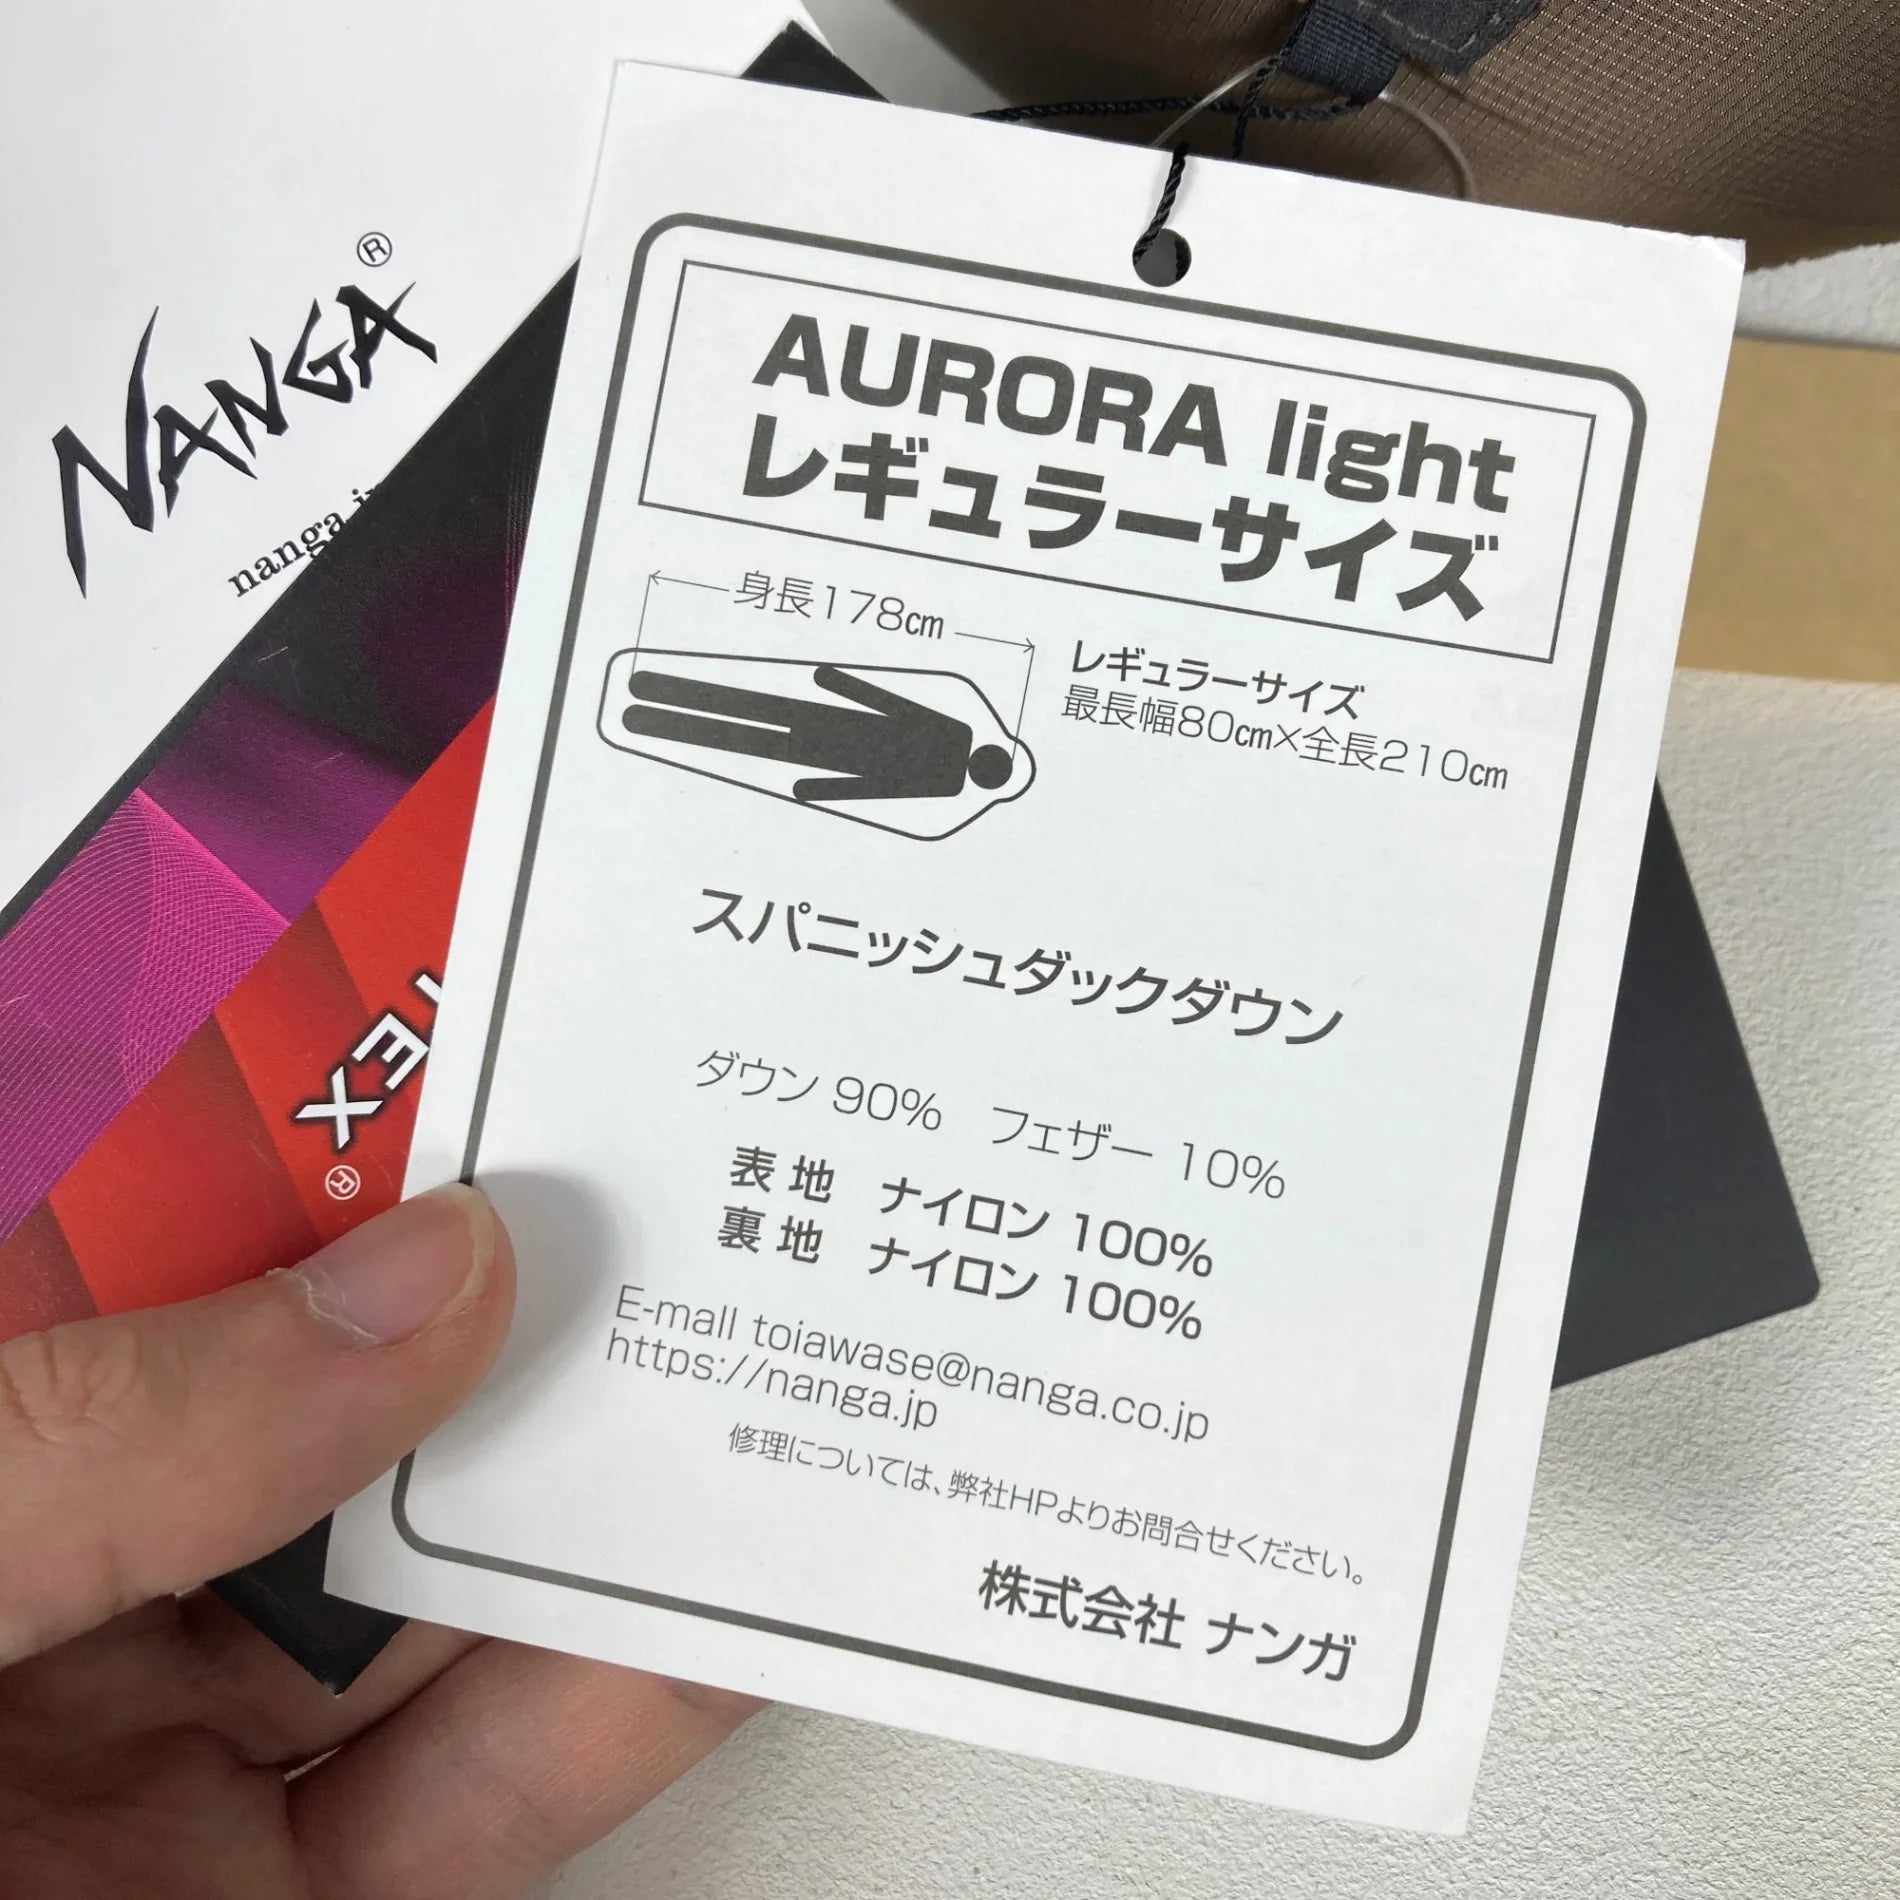 NANGA®
nanga.j
TEX®
AURORA light
レギュラーサイズ
身長178㎝
レギュラーサイズ
最長幅80㎝×全長210㎝
スパニッシュダックダウン
ダウン 90%　フェザー 10%
表 地　ナイロン 100%
裏 地　ナイロン 100%
E-mail toiawase@nanga.co.jp
https://nanga.jp
修理については、弊社HPよりお問合せください。
株式会社 ナンガ